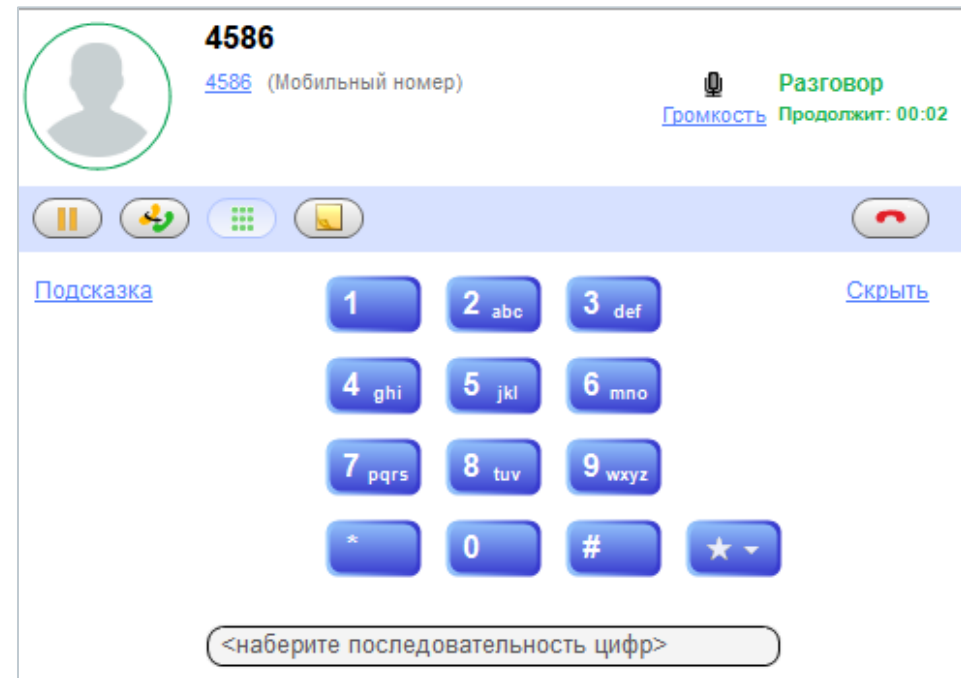 4586
4586 (Мобильный номер)
Разговор
Громкость Продолжит: 00:02
Подсказка
Скрыть
1 2 abc 3 def
4 ghi 5 jkl 6 mno
7 pqrs 8 tuv 9 wxyz
* 0 # ★
<наберите последовательность цифр>